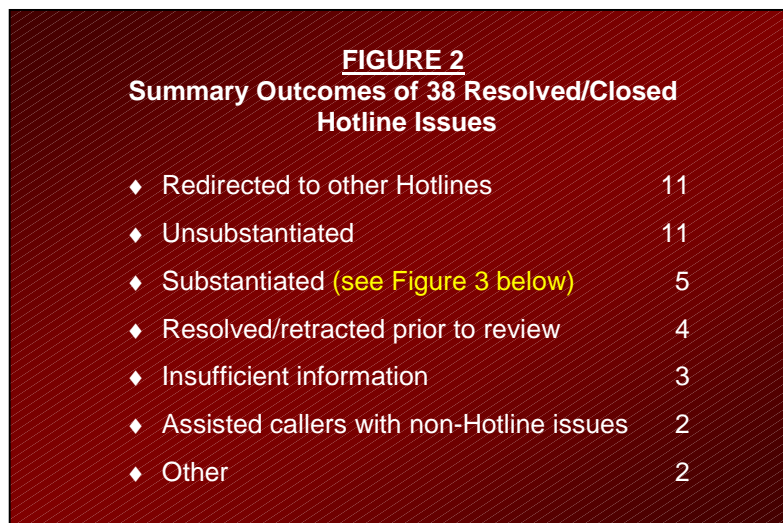 FIGURE 2
Summary Outcomes of 38 Resolved/Closed
Hotline Issues
♦ Redirected to other Hotlines 11
♦ Unsubstantiated 11
♦ Substantiated (see Figure 3 below) 5
♦ Resolved/retracted prior to review 4
♦ Insufficient information 3
♦ Assisted callers with non-Hotline issues 2
♦ Other 2